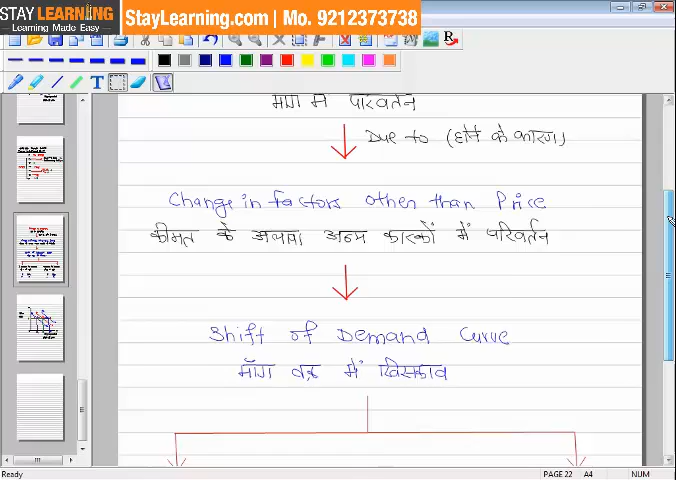 STAY LEARNING
Learning Made Easy
StayLearning.com | Mo. 9212373738
मांग में परिवर्तन
Due to (होने के कारण)
Change in factors other than Price
कीमत के अलावा अन्य कारकों में परिवर्तन
Shift of Demand Curve
माँग वक्र में खिसकाव
Ready
PAGE 22
A4
NUM